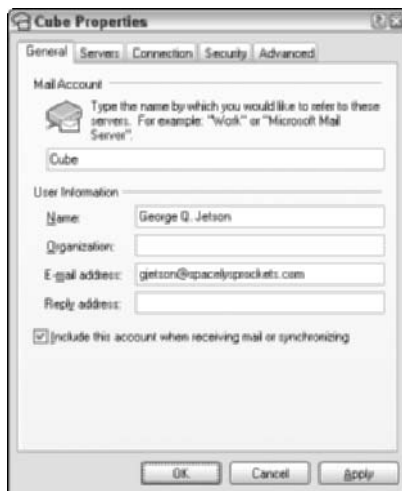 Cube Properties
General Servers Connection Security Advanced
Mail Account
Type the name by which you would like to refer to these
servers. For example: "Work" or "Microsoft Mail
Server".
Cube
User Information
Name: George Q. Jetson
Organization:
E-mail address: gjetson@spacelysprockets.com
Reply address:
Include this account when receiving mail or synchronizing
OK Cancel Apply